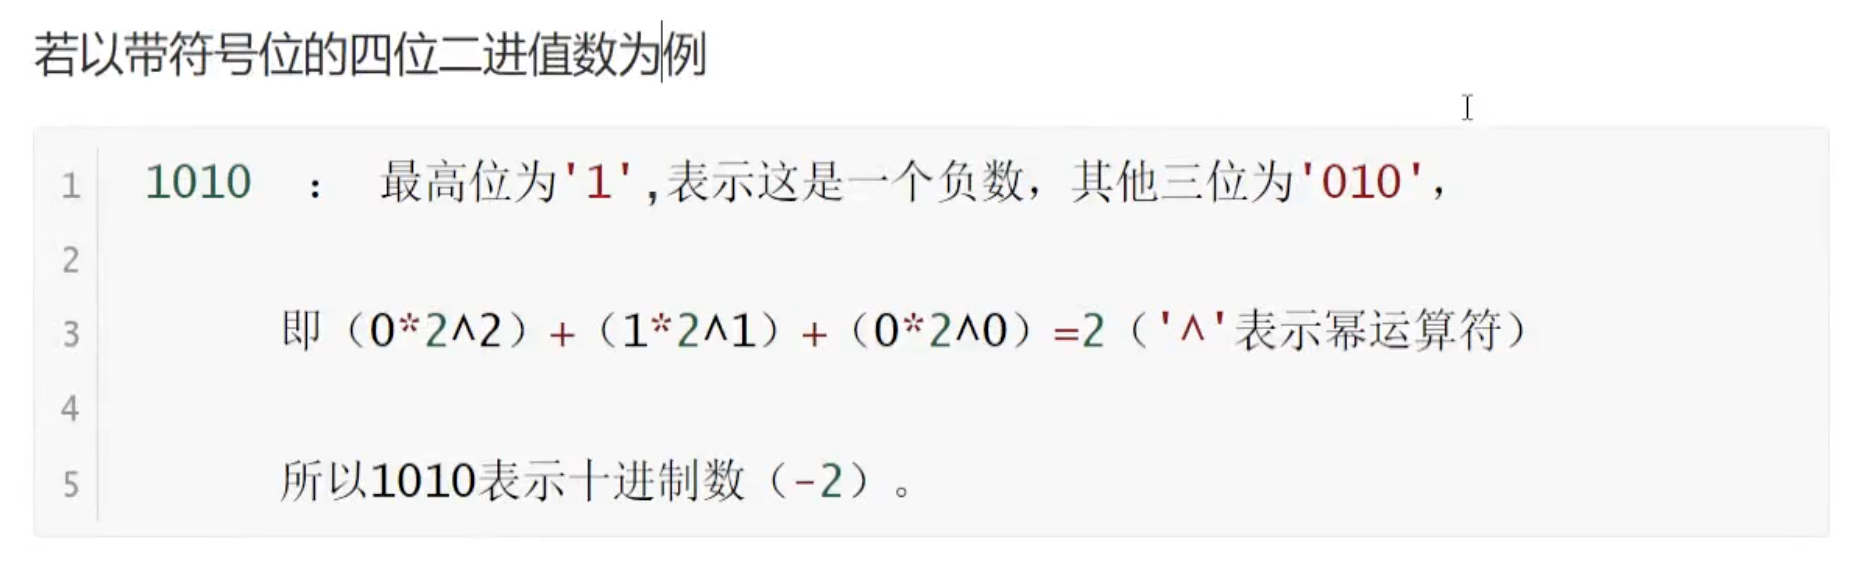 若以带符号位的四位二进值数为例
1 1010 ： 最高位为'1',表示这是一个负数，其他三位为'010'，
2
3 即（0*2^2）+（1*2^1）+（0*2^0）=2（'^'表示幂运算符）
4
5 所以1010表示十进制数（-2）。